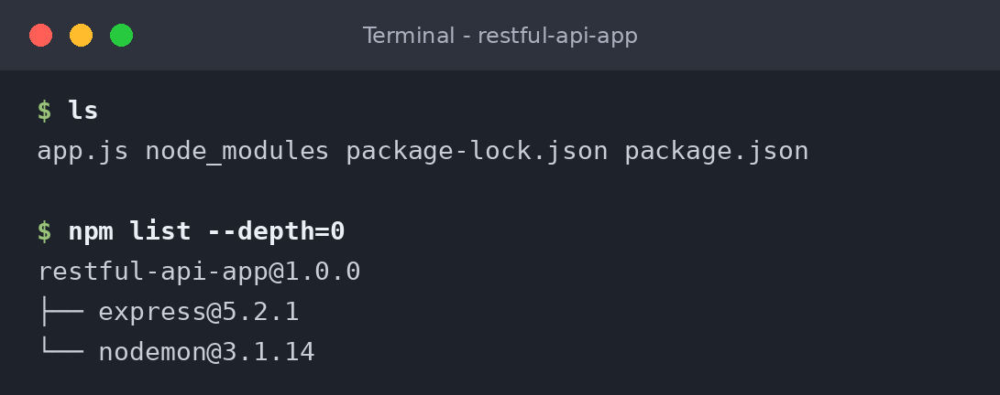 Terminal - restful-api-app
$ ls
app.js node_modules package-lock.json package.json
$ npm list --depth=0
restful-api-app@1.0.0
├── express@5.2.1
└── nodemon@3.1.14